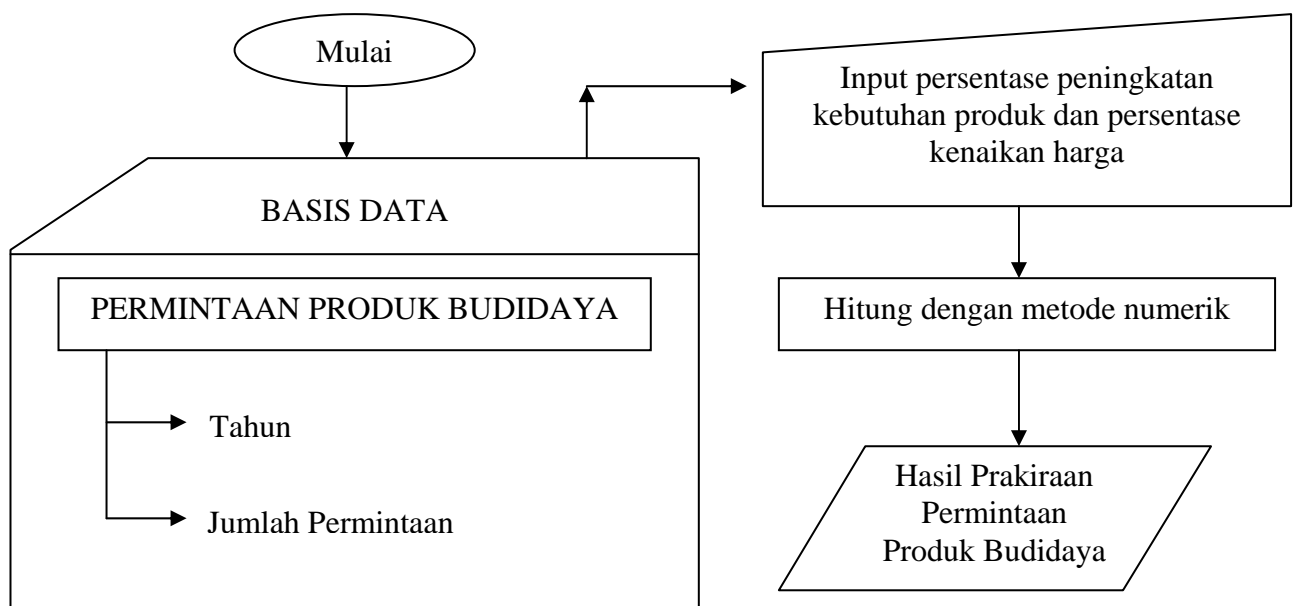 Mulai
BASIS DATA
PERMINTAAN PRODUK BUDIDAYA
Tahun
Jumlah Permintaan
Input persentase peningkatan
kebutuhan produk dan persentase
kenaikan harga
Hitung dengan metode numerik
Hasil Prakiraan
Permintaan
Produk Budidaya